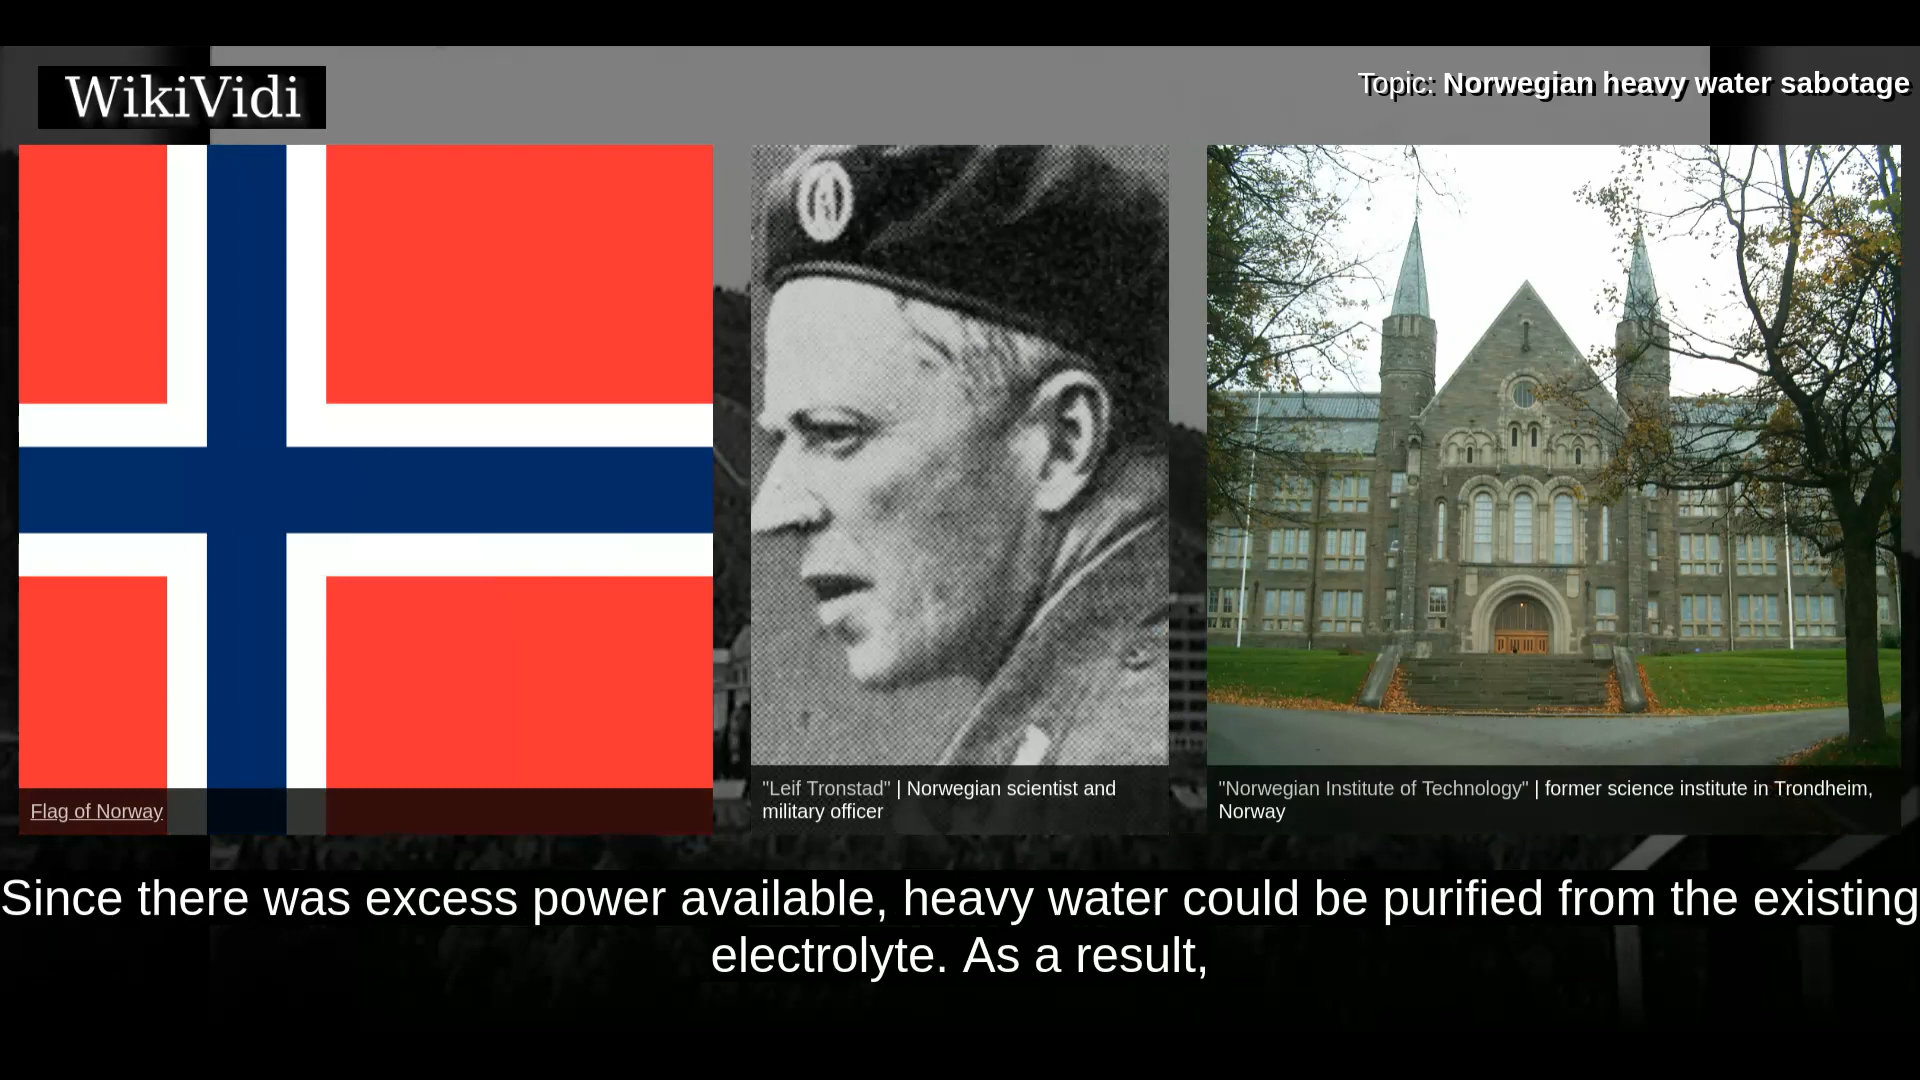 WikiVidi
Topic: Norwegian heavy water sabotage
Flag of Norway
"Leif Tronstad" | Norwegian scientist and
military officer
"Norwegian Institute of Technology" | former science institute in Trondheim,
Norway
Since there was excess power available, heavy water could be purified from the existing
electrolyte. As a result,